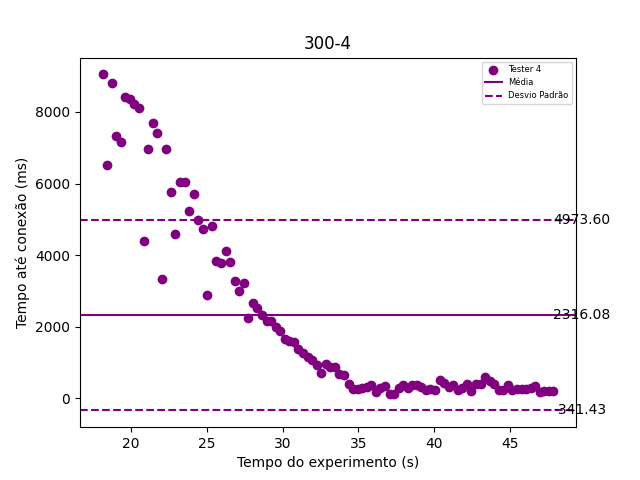 300-4
Tester 4
Média
Desvio Padrão
Tempo até conexão (ms)
8000
6000
4000
2000
0
4973.60
2316.08
341.43
20 25 30 35 40 45
Tempo do experimento (s)